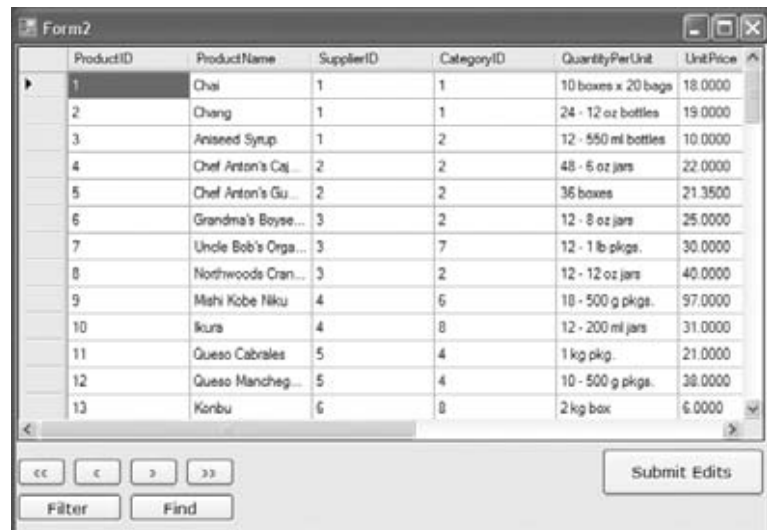 Form2
ProductID ProductName SupplierID CategoryID QuantityPerUnit UnitPrice
1 Chai 1 1 10 boxes x 20 bags 18.0000
2 Chang 1 1 24 - 12 oz bottles 19.0000
3 Aniseed Syrup 1 2 12 - 550 ml bottles 10.0000
4 Chef Anton's Caj... 2 2 48 - 6 oz jars 22.0000
5 Chef Anton's Gu... 2 2 36 boxes 21.3500
6 Grandma's Boyse... 3 2 12 - 8 oz jars 25.0000
7 Uncle Bob's Orga... 3 7 12 - 1 lb pkgs. 30.0000
8 Northwoods Cran... 3 2 12 - 12 oz jars 40.0000
9 Mishi Kobe Niku 4 6 18 - 500 g pkgs. 97.0000
10 Ikura 4 8 12 - 200 ml jars 31.0000
11 Queso Cabrales 5 4 1 kg pkg. 21.0000
12 Queso Mancheg... 5 4 10 - 500 g pkgs. 38.0000
13 Konbu 6 8 2 kg box 6.0000
<< < > >> Submit Edits
Filter Find